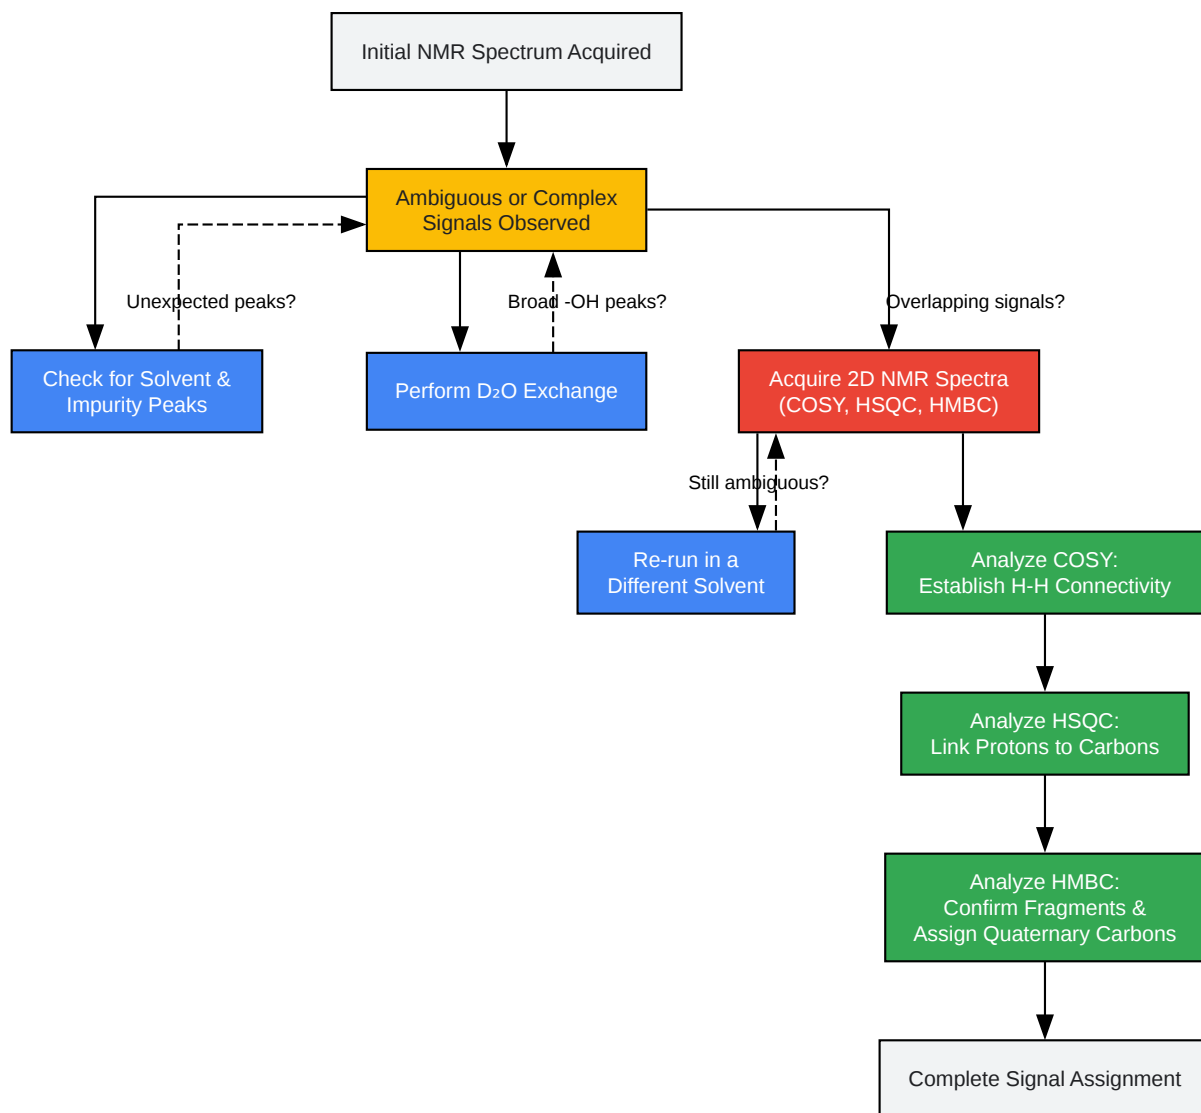 Initial NMR Spectrum Acquired
Ambiguous or Complex
Signals Observed
Unexpected peaks?
Broad -OH peaks?
Overlapping signals?
Check for Solvent &
Impurity Peaks
Perform D₂O Exchange
Acquire 2D NMR Spectra
(COSY, HSQC, HMBC)
Still ambiguous?
Re-run in a
Different Solvent
Analyze COSY:
Establish H-H Connectivity
Analyze HSQC:
Link Protons to Carbons
Analyze HMBC:
Confirm Fragments &
Assign Quaternary Carbons
Complete Signal Assignment